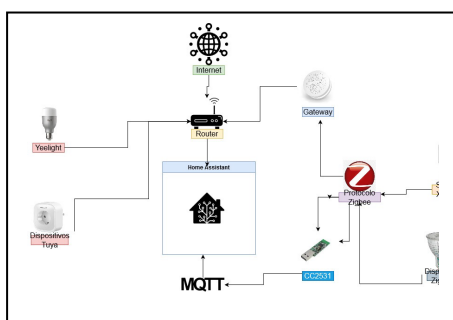 Internet
Gateway
Router
Yeelight
Home Assistant
Protocolo
Zigbee
Dispositivos
Tuya
MQTT
CC2531